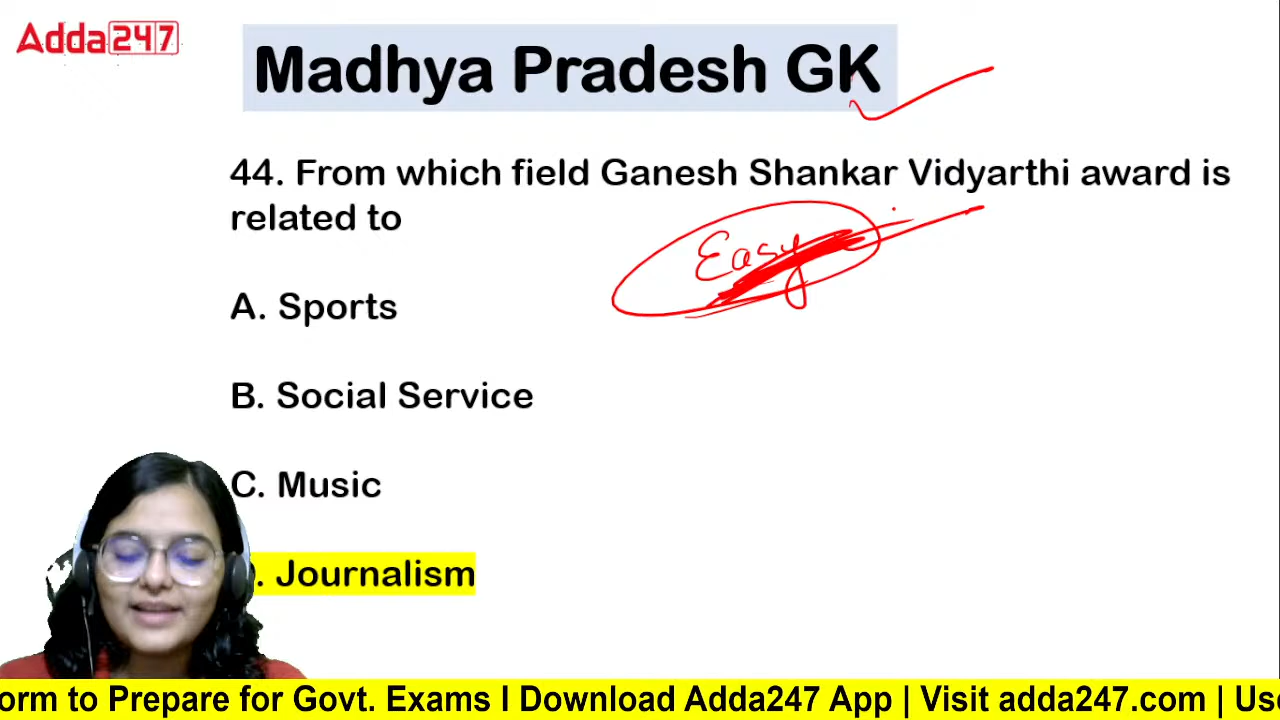 Adda247
Madhya Pradesh GK
44. From which field Ganesh Shankar Vidyarthi award is
related to
Easy
A. Sports
B. Social Service
C. Music
. Journalism
orm to Prepare for Govt. Exams I Download Adda247 App | Visit adda247.com | Use